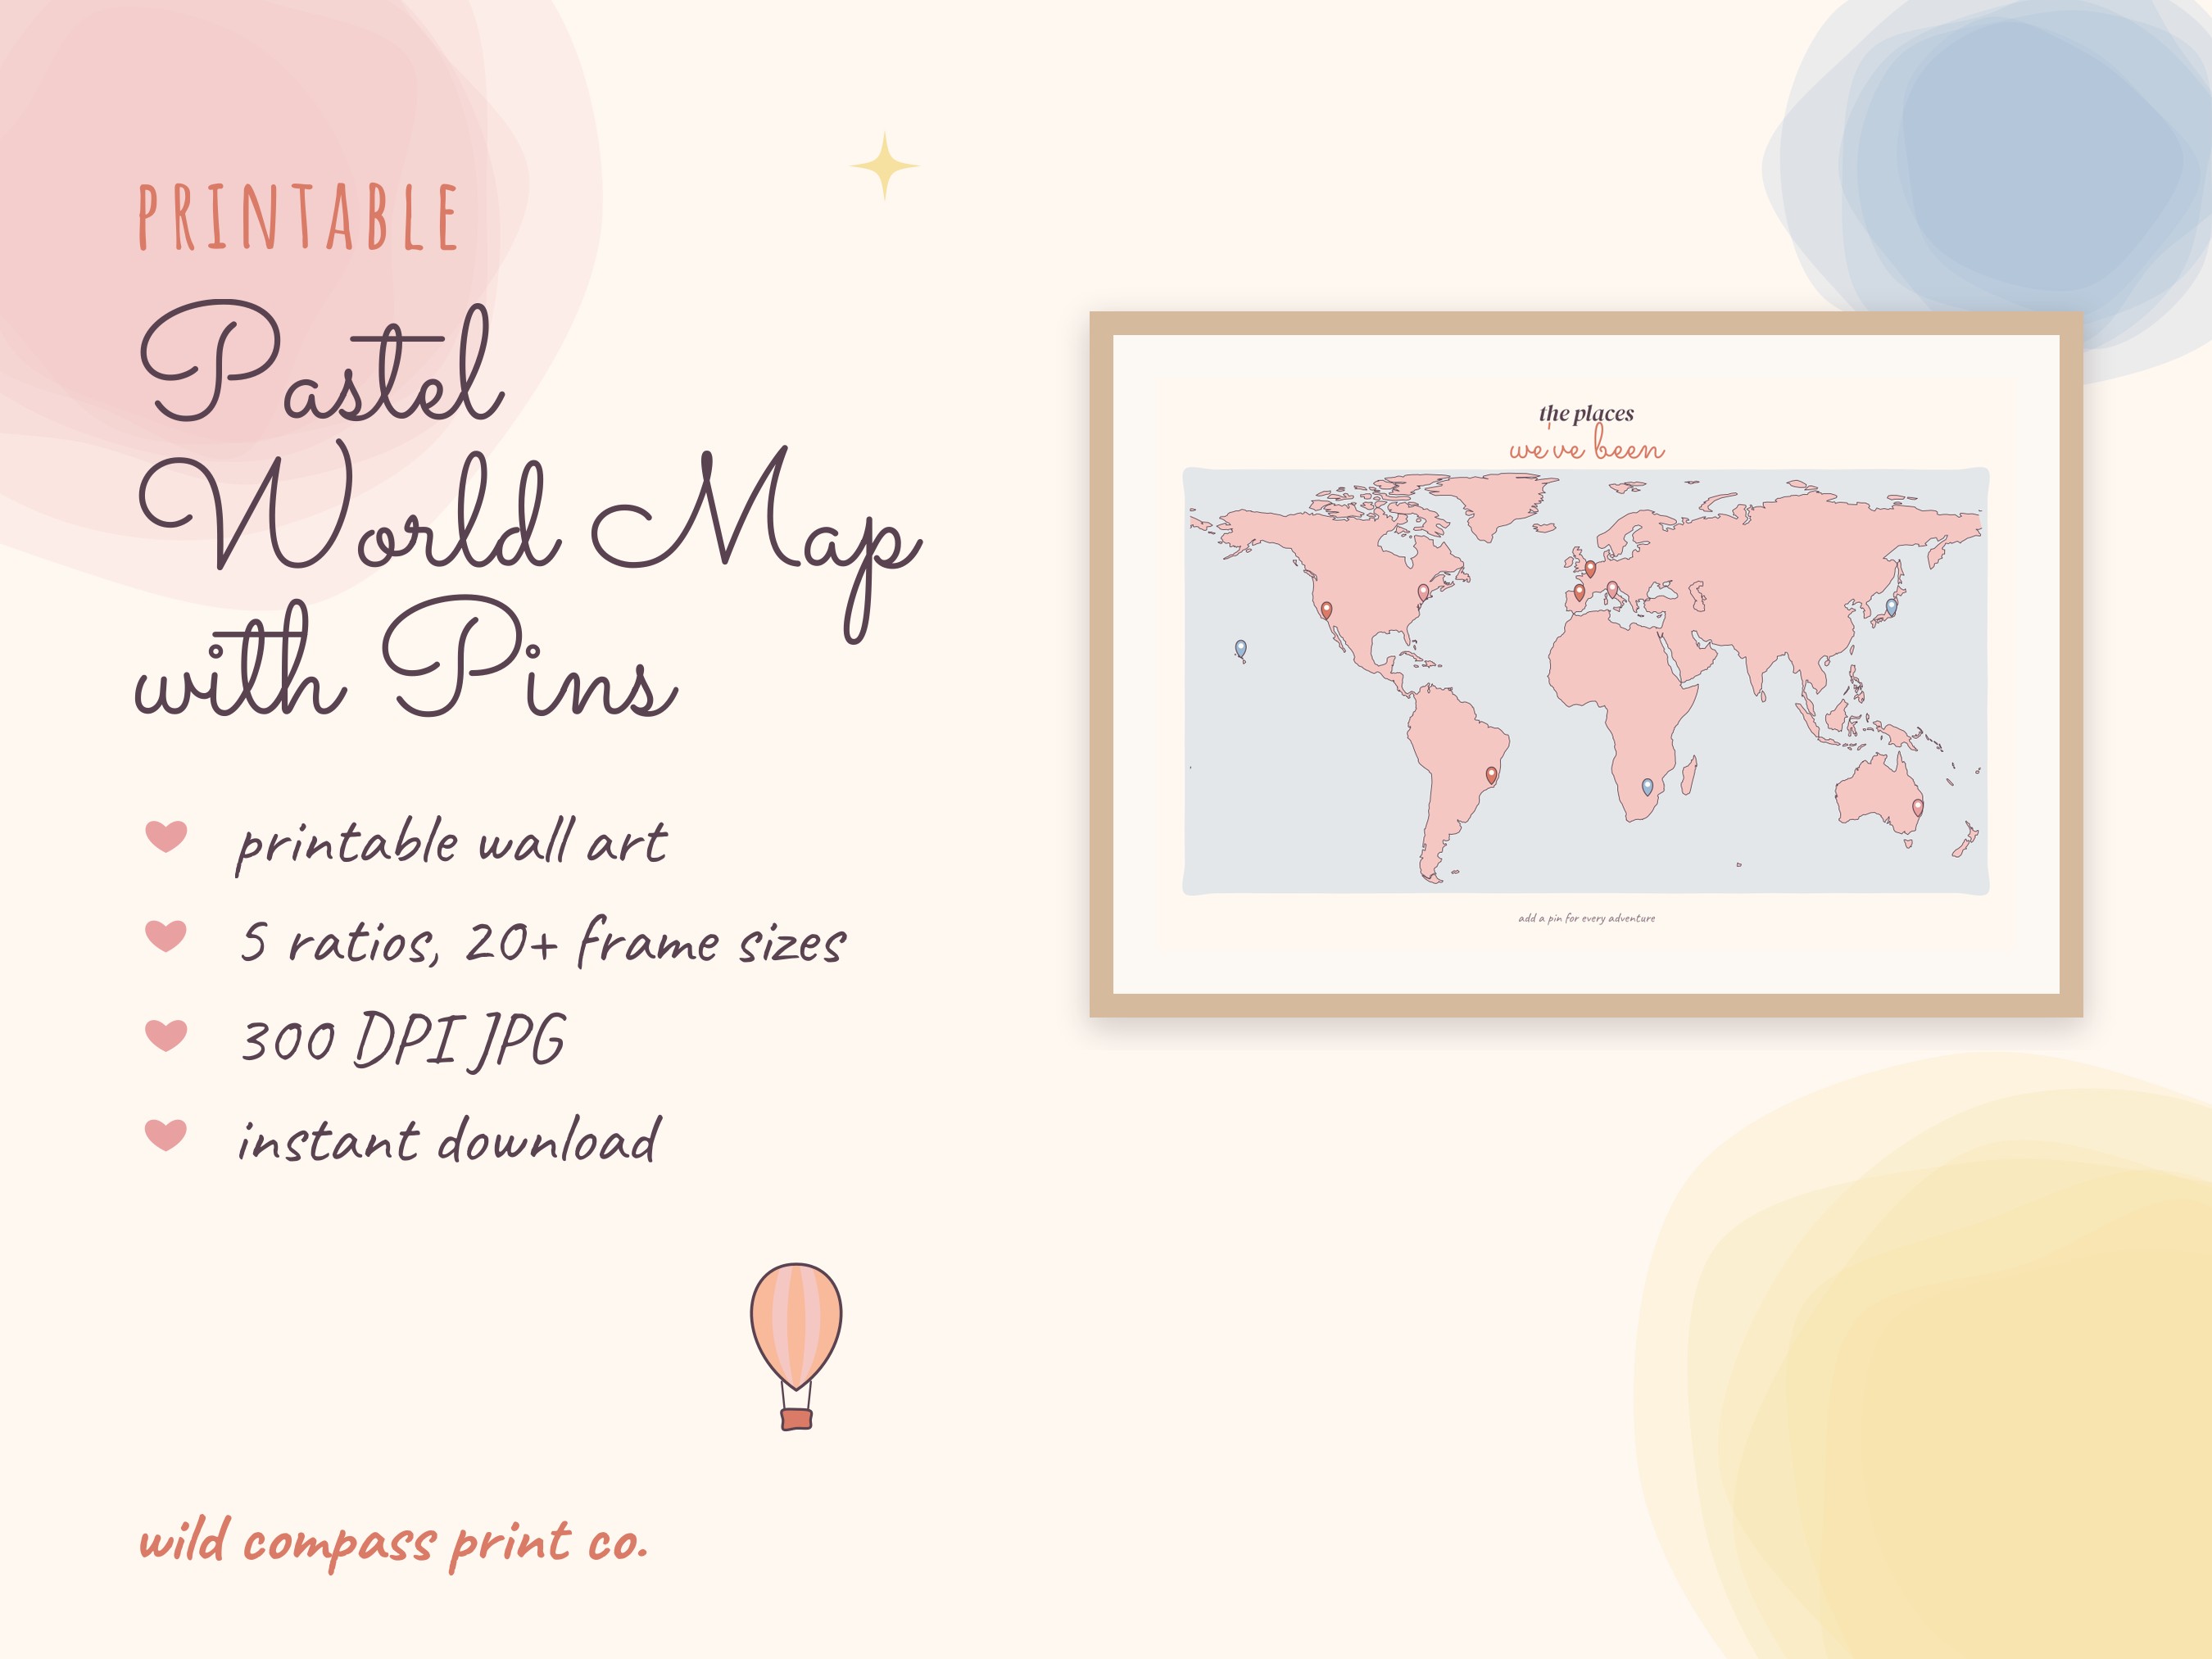 PRINTABLE
Pastel
World Map
with Pins
printable wall art
5 ratios, 20+ frame sizes
300 DPI JPG
instant download
wild compass print co.
the places
we've been
add a pin for every adventure